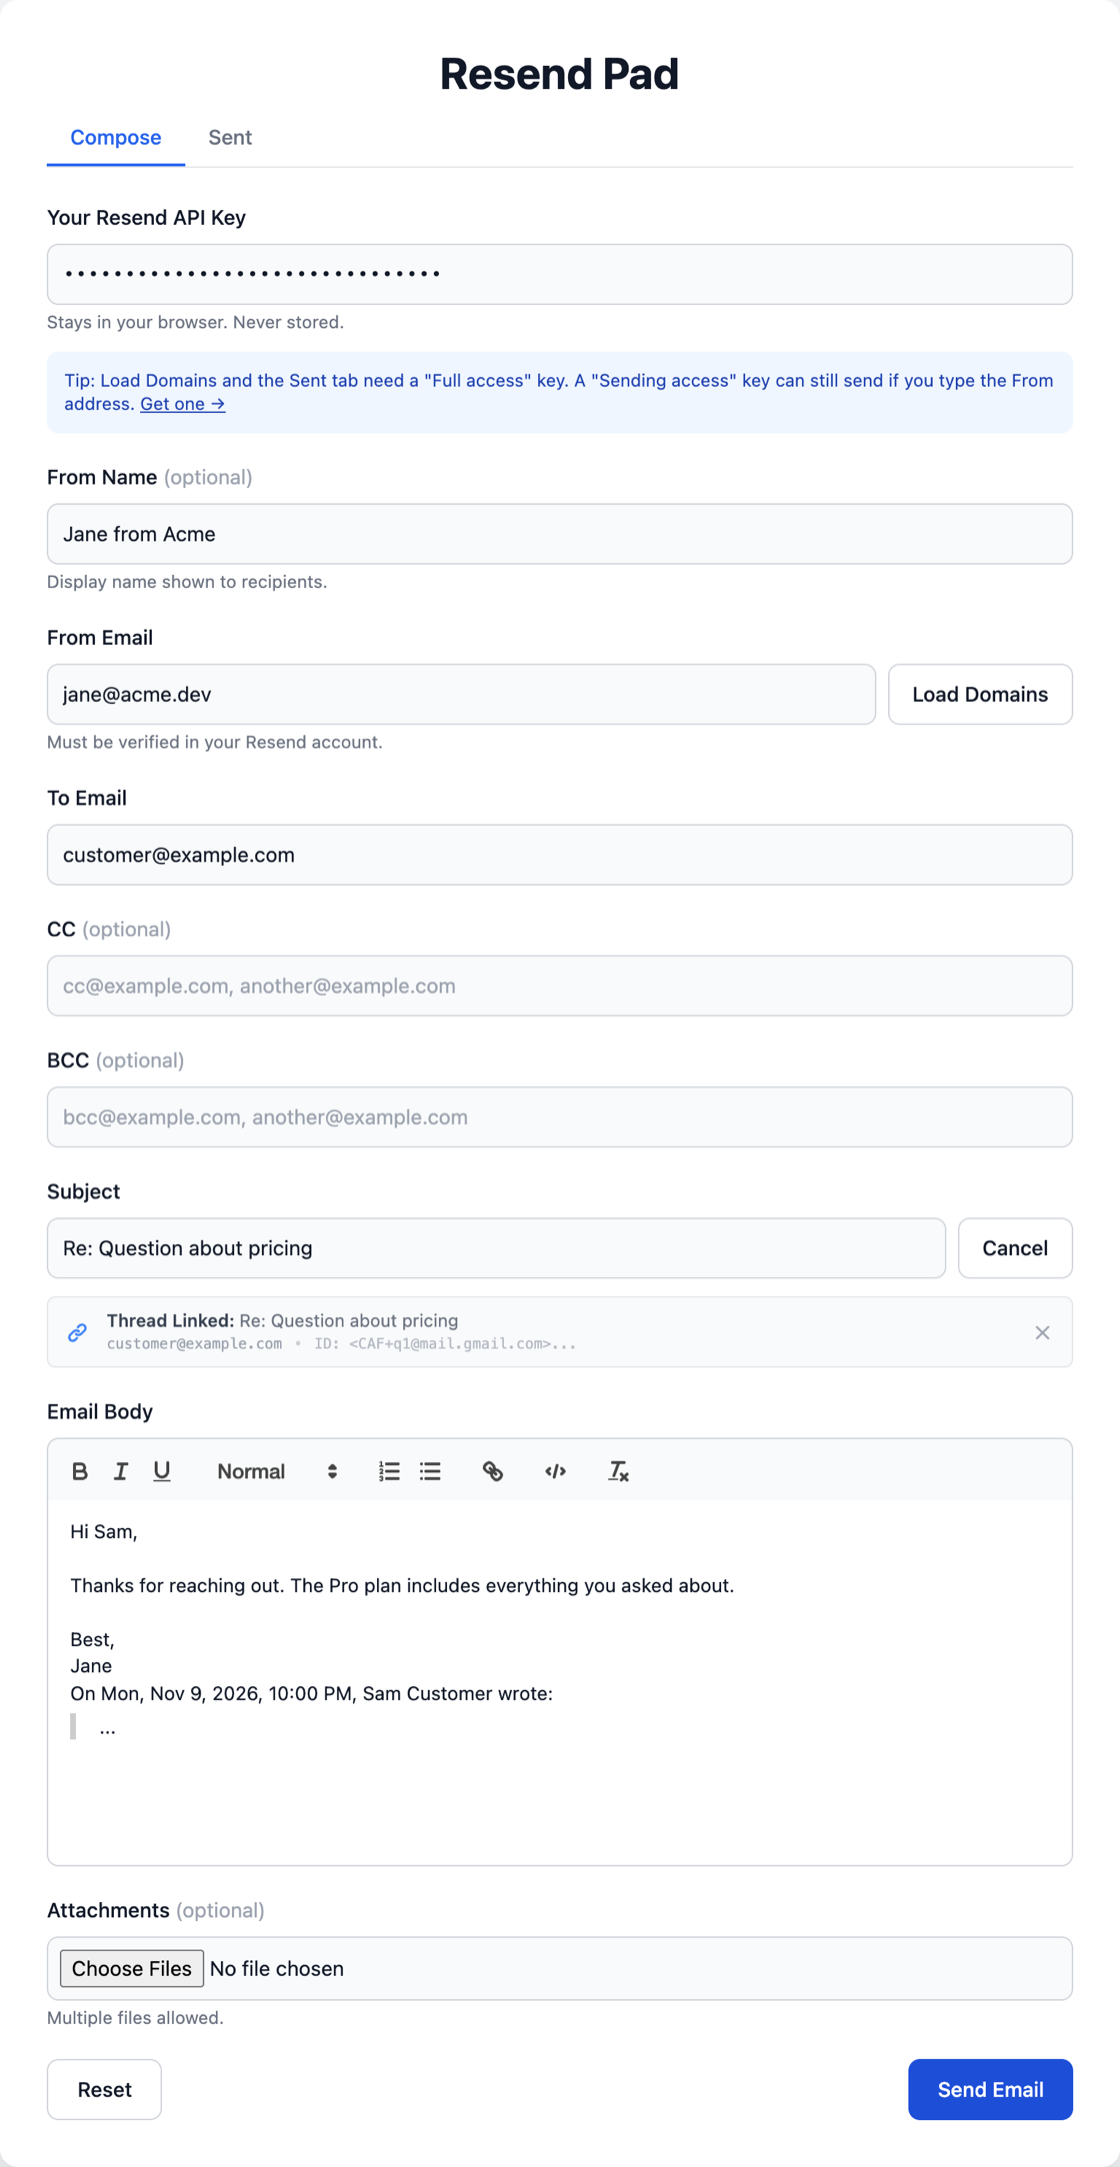 Resend Pad
Compose Sent
Your Resend API Key
••••••••••••••••••••••••••••••
Stays in your browser. Never stored.
Tip: Load Domains and the Sent tab need a "Full access" key. A "Sending access" key can still send if you type the From
address. Get one →
From Name (optional)
Jane from Acme
Display name shown to recipients.
From Email
jane@acme.dev Load Domains
Must be verified in your Resend account.
To Email
customer@example.com
CC (optional)
cc@example.com, another@example.com
BCC (optional)
bcc@example.com, another@example.com
Subject
Re: Question about pricing Cancel
Thread Linked: Re: Question about pricing
customer@example.com • ID: <CAF+q1@mail.gmail.com>...
Email Body
B I U Normal
Hi Sam,
Thanks for reaching out. The Pro plan includes everything you asked about.
Best,
Jane
On Mon, Nov 9, 2026, 10:00 PM, Sam Customer wrote:
...
Attachments (optional)
Choose Files No file chosen
Multiple files allowed.
Reset Send Email